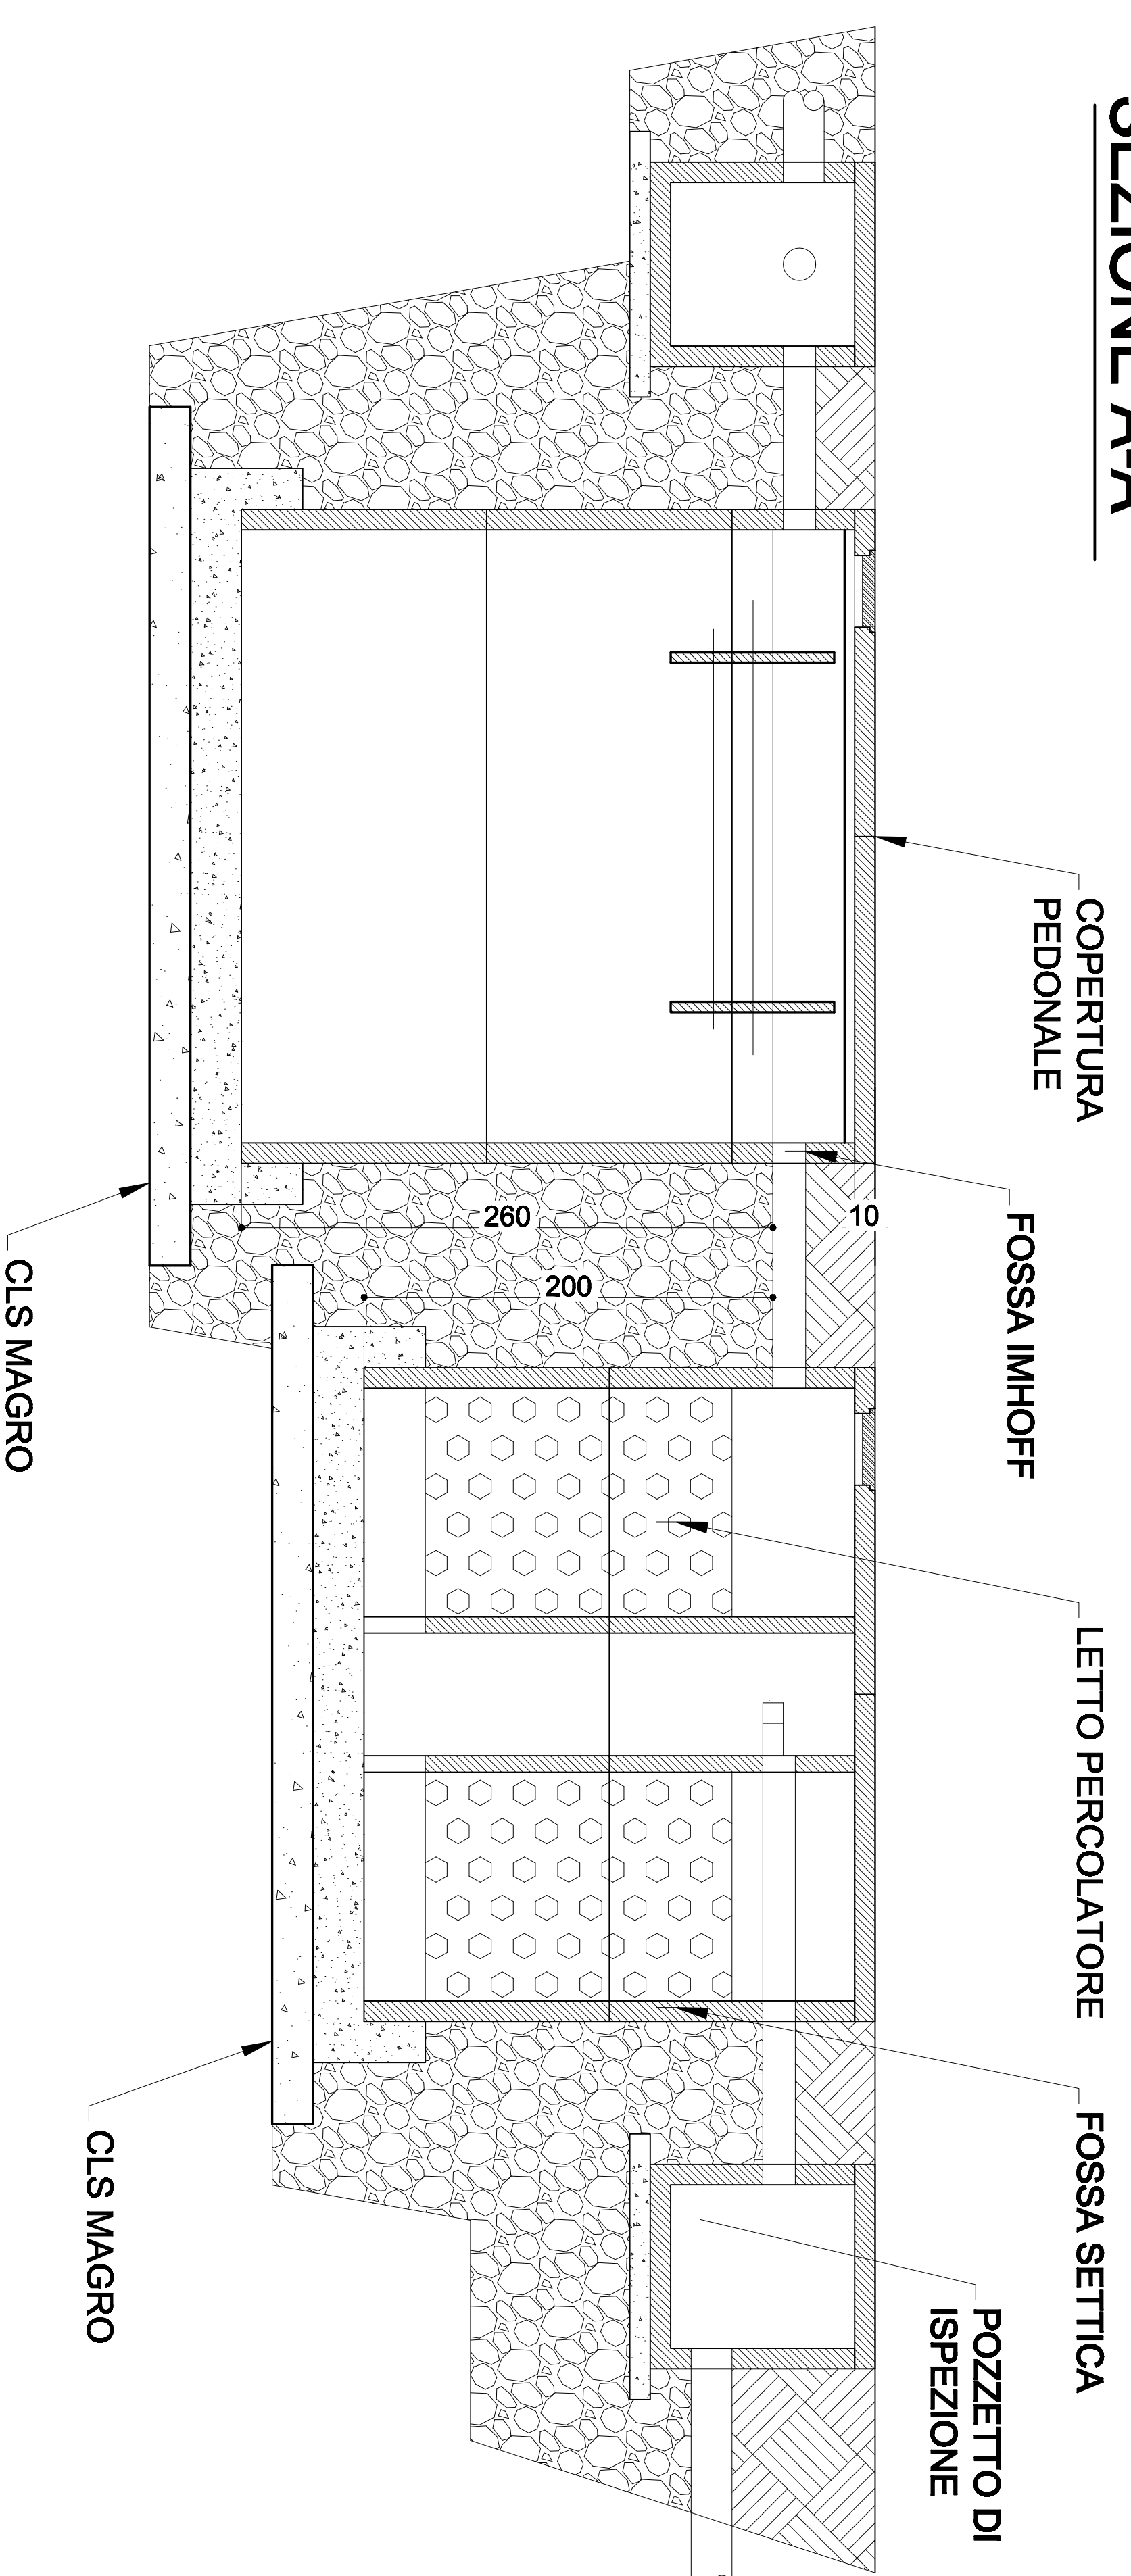 SEZIONE A-A
COPERTURA
PEDONALE
FOSSA IMHOFF
LETTO PERCOLATORE
FOSSA SETTICA
POZZETTO DI
ISPEZIONE
10
260
200
CLS MAGRO
CLS MAGRO